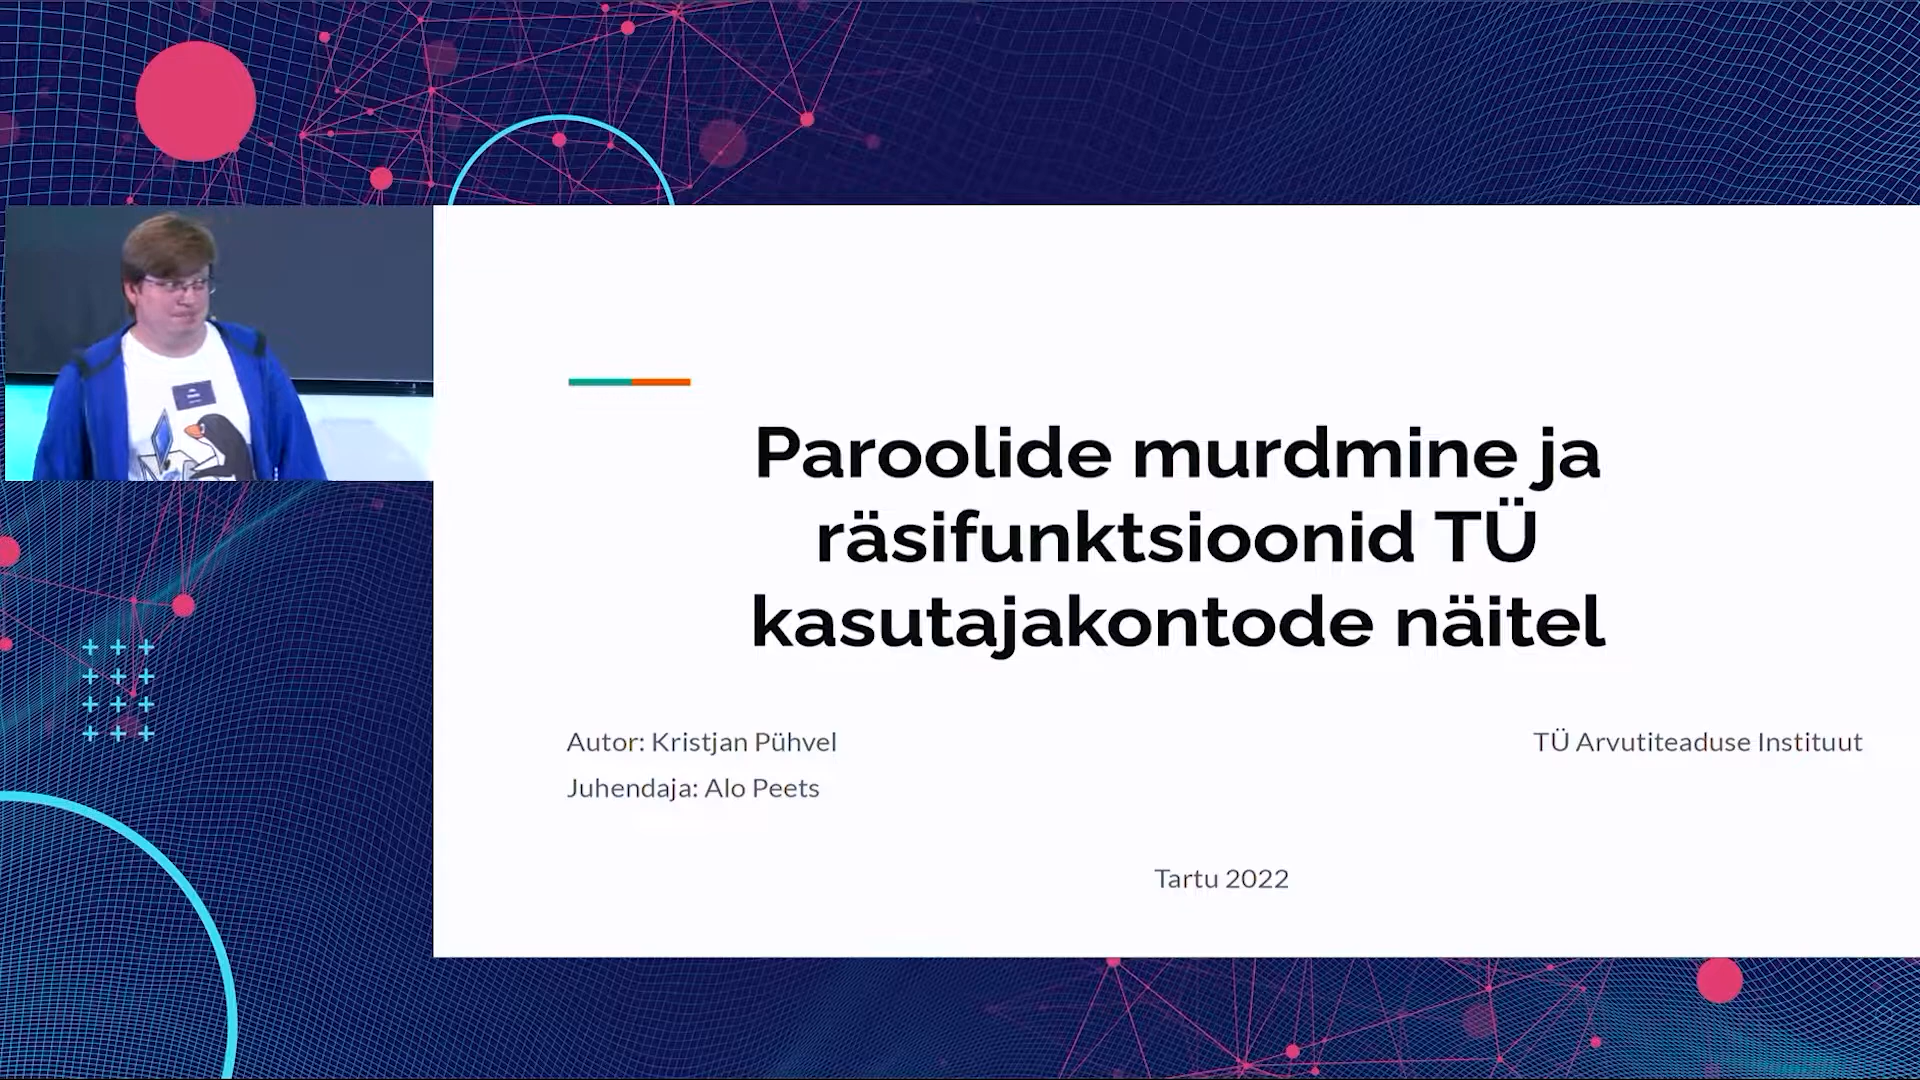 Paroolide murdmine ja
räsifunktsioonid TÜ
kasutajakontode näitel
Autor: Kristjan Pühvel
TÜ Arvutiteaduse Instituut
Juhendaja: Alo Peets
Tartu 2022